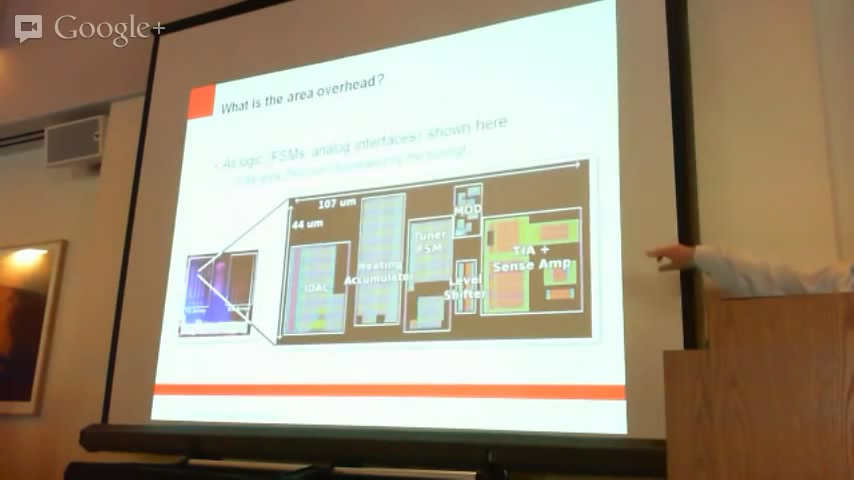 Google+
What is the area overhead?
• All logic (FSMs, analog interfaces) shown here
107 um
44 um
MOD
Tuner
FSM
TIA +
Sense Amp
Heating
Accumulator
IDAC
Level
Shifter